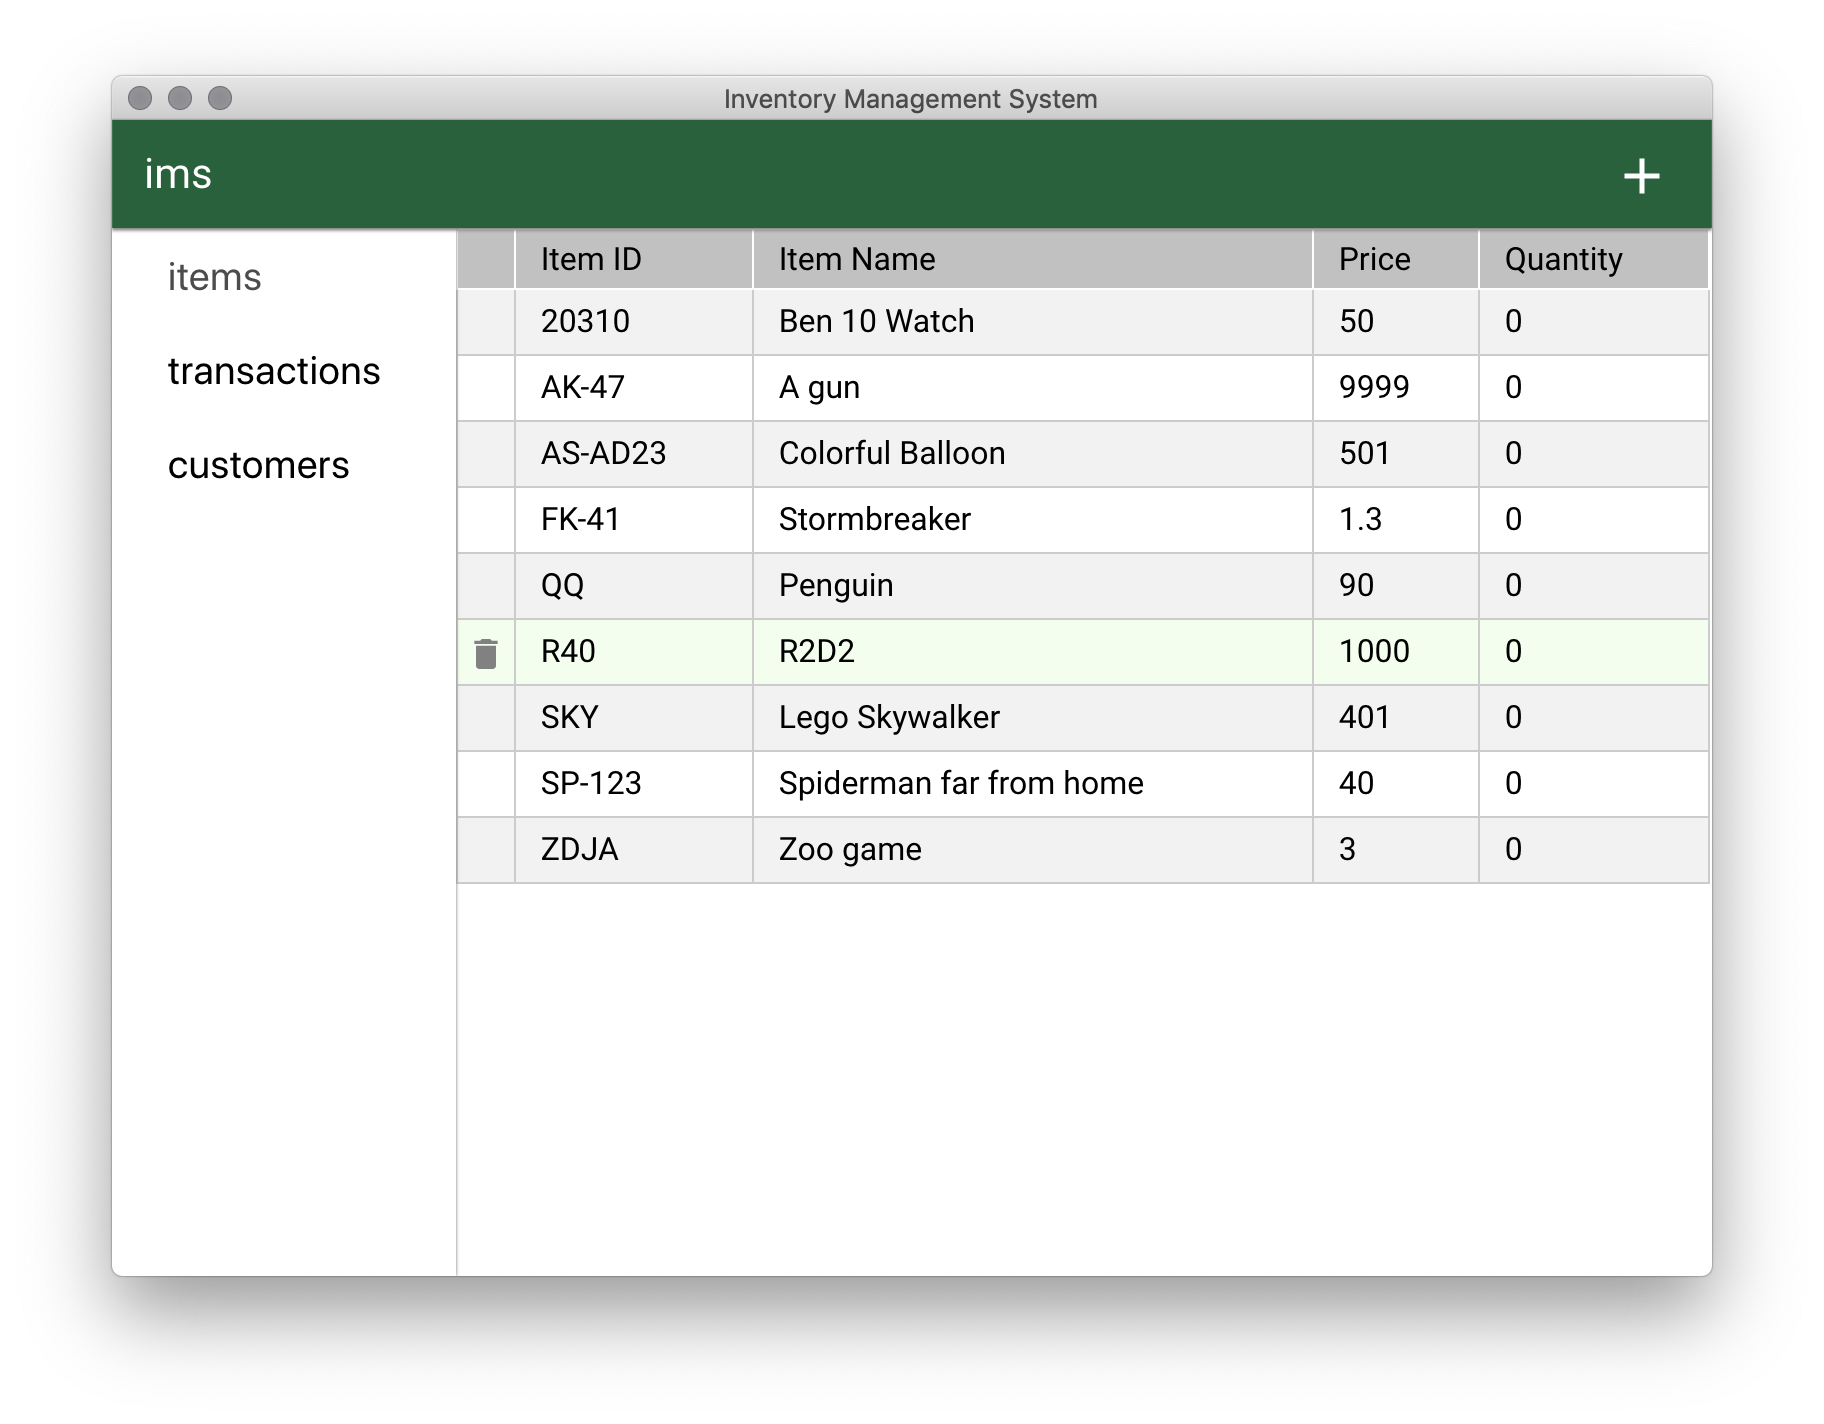 Inventory Management System
ims
items
transactions
customers
Item ID Item Name Price Quantity
20310 Ben 10 Watch 50 0
AK-47 A gun 9999 0
AS-AD23 Colorful Balloon 501 0
FK-41 Stormbreaker 1.3 0
QQ Penguin 90 0
R40 R2D2 1000 0
SKY Lego Skywalker 401 0
SP-123 Spiderman far from home 40 0
ZDJA Zoo game 3 0